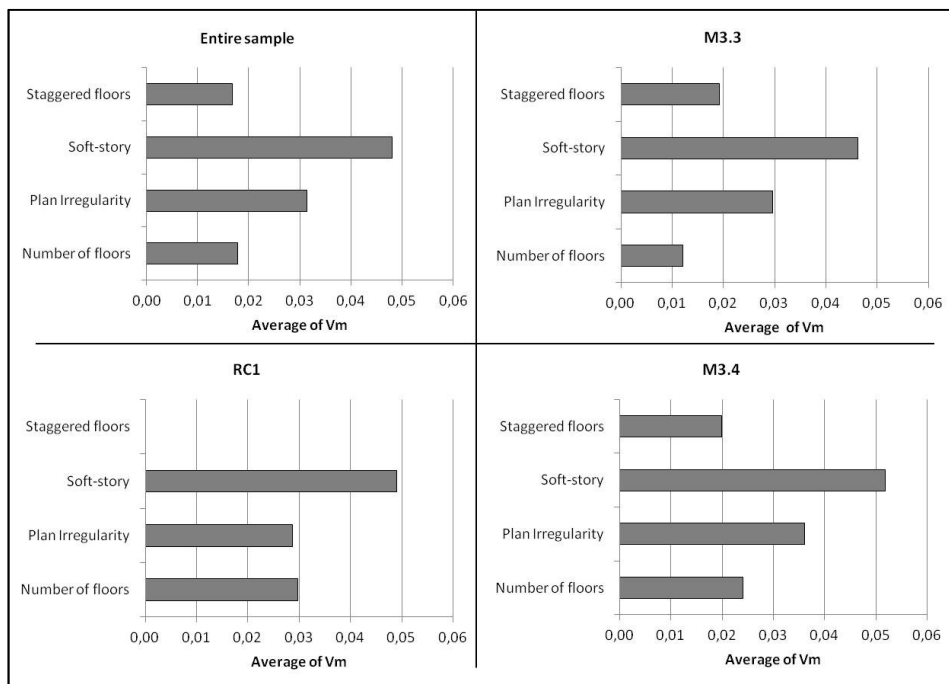 Entire sample
Staggered floors
Soft-story
Plan Irregularity
Number of floors
0,00 0,01 0,02 0,03 0,04 0,05 0,06
Average of Vm
M3.3
Staggered floors
Soft-story
Plan Irregularity
Number of floors
0,00 0,01 0,02 0,03 0,04 0,05 0,06
Average of Vm
RC1
Staggered floors
Soft-story
Plan Irregularity
Number of floors
0,00 0,01 0,02 0,03 0,04 0,05 0,06
Average of Vm
M3.4
Staggered floors
Soft-story
Plan Irregularity
Number of floors
0,00 0,01 0,02 0,03 0,04 0,05 0,06
Average of Vm